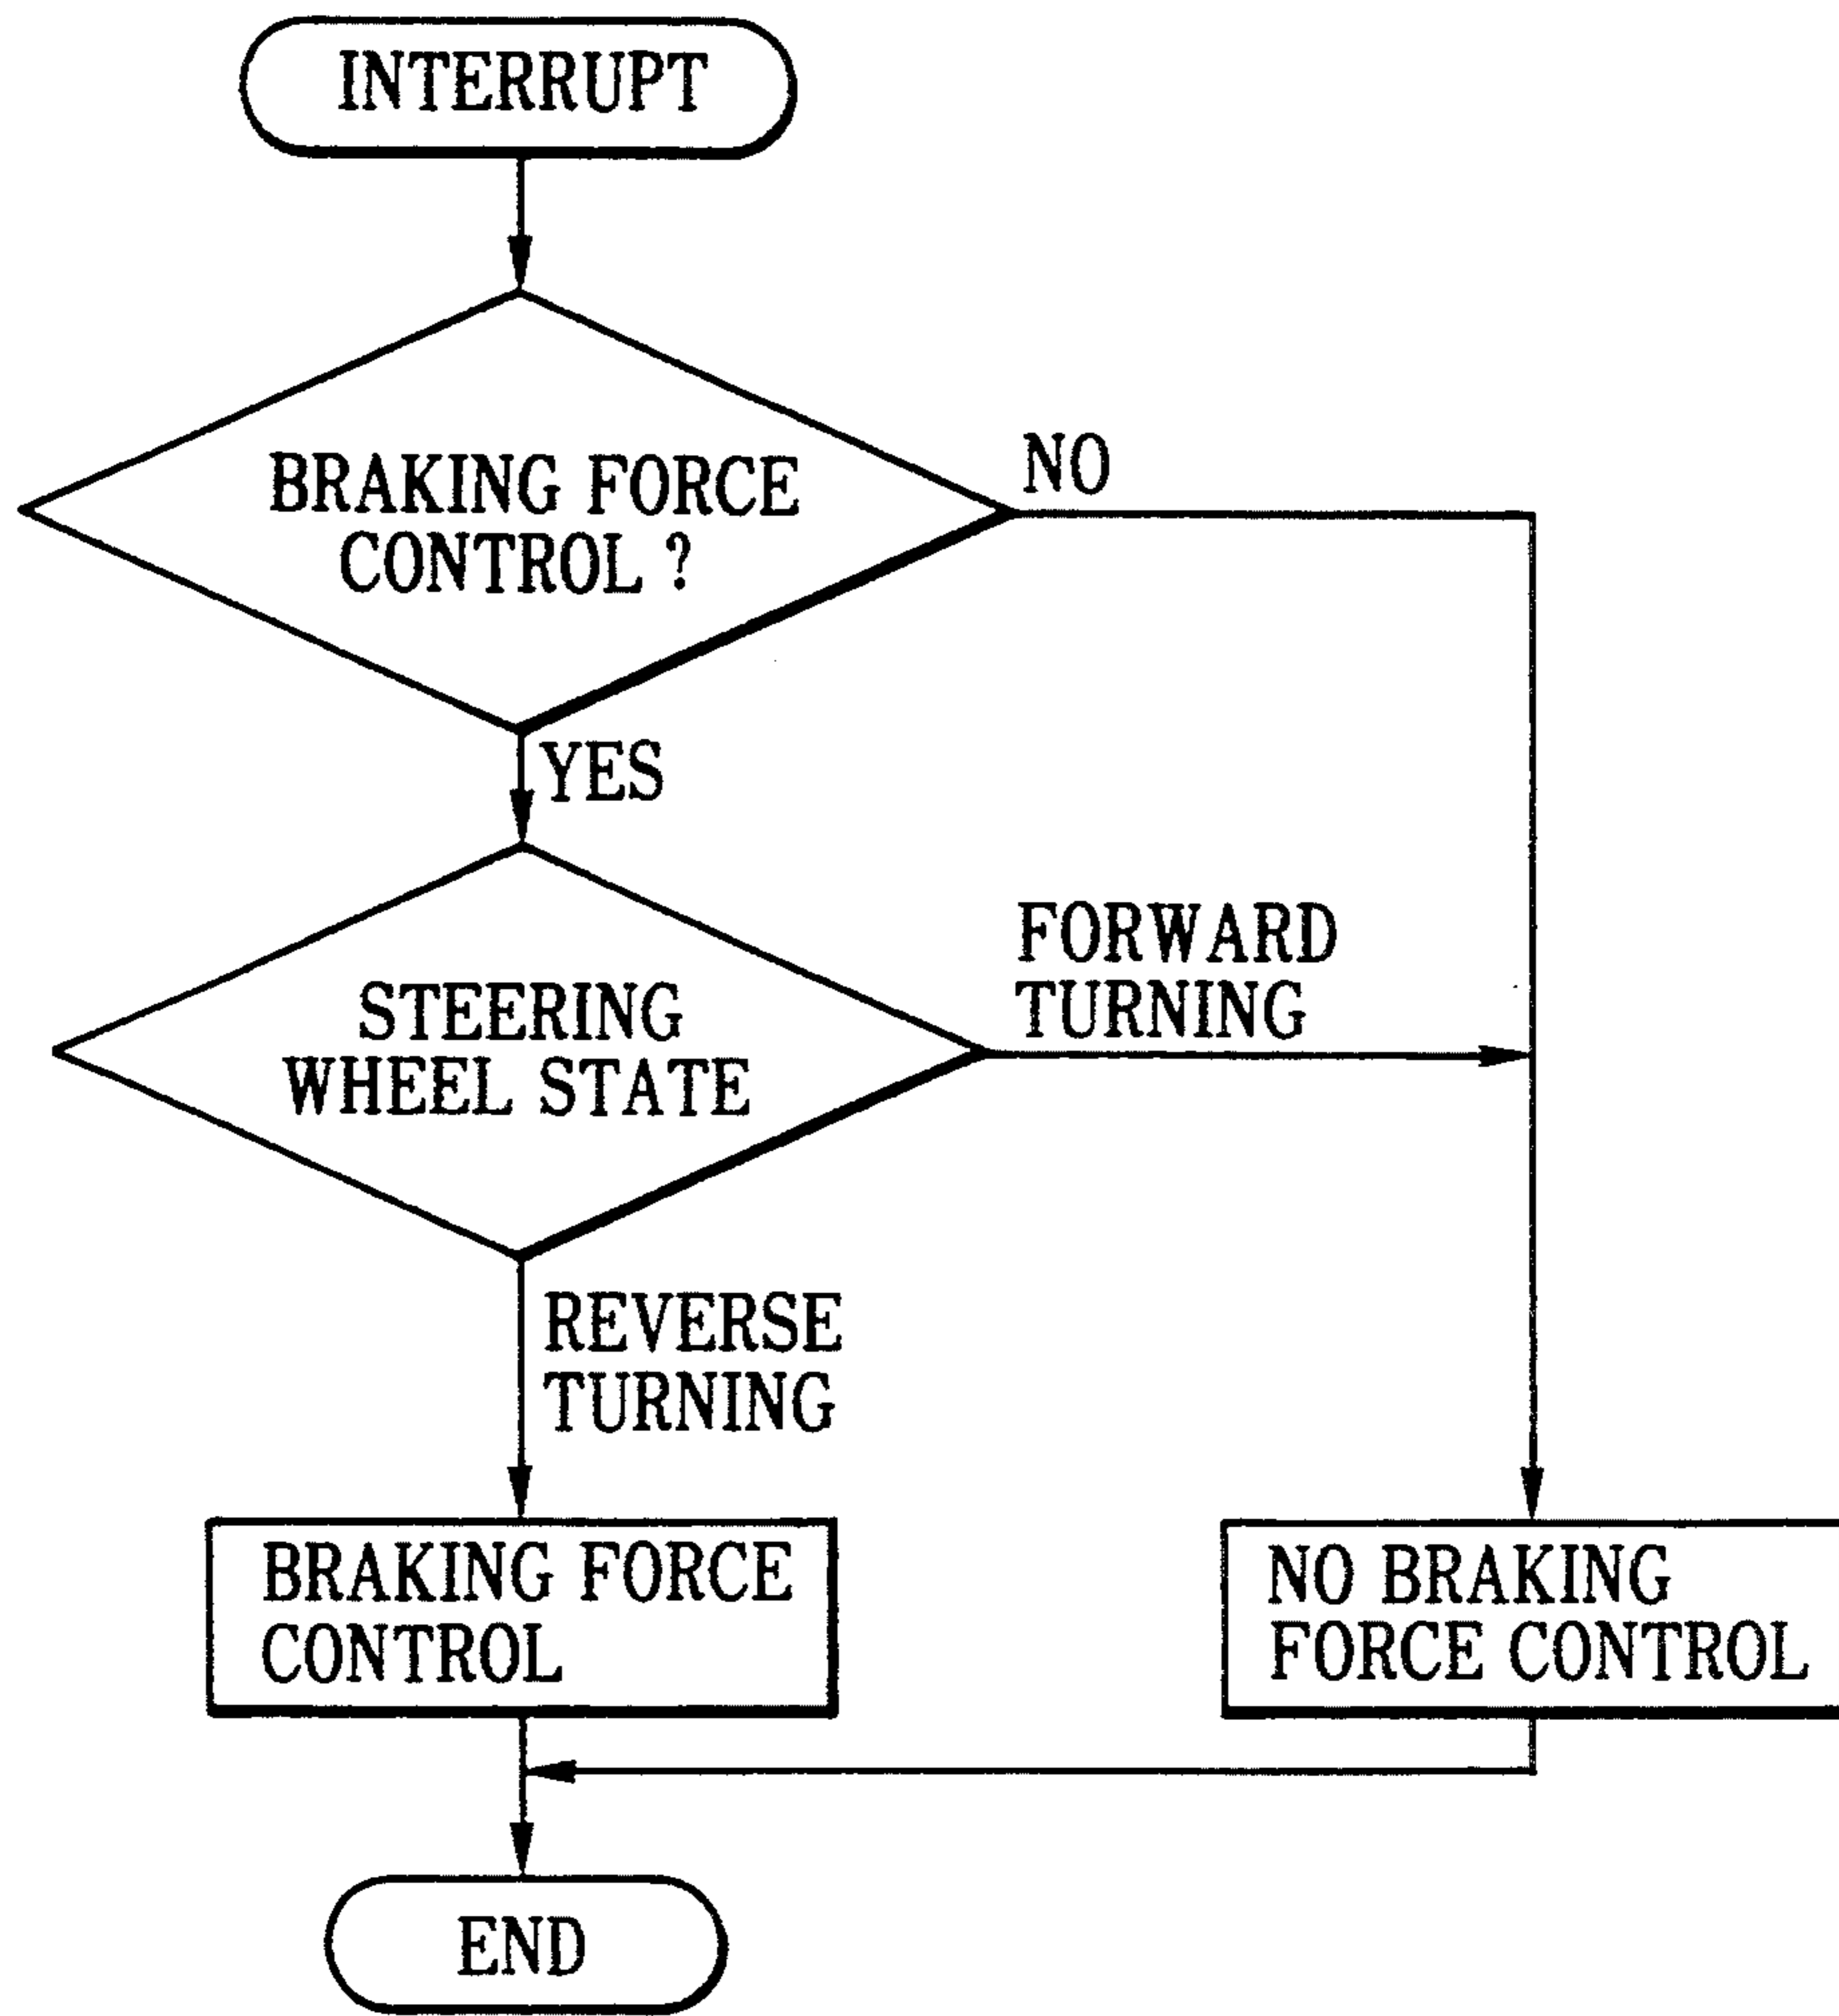 INTERRUPT
BRAKING FORCE
CONTROL ?
NO
YES
STEERING
WHEEL STATE
FORWARD
TURNING
REVERSE
TURNING
BRAKING FORCE
CONTROL
NO BRAKING
FORCE CONTROL
END